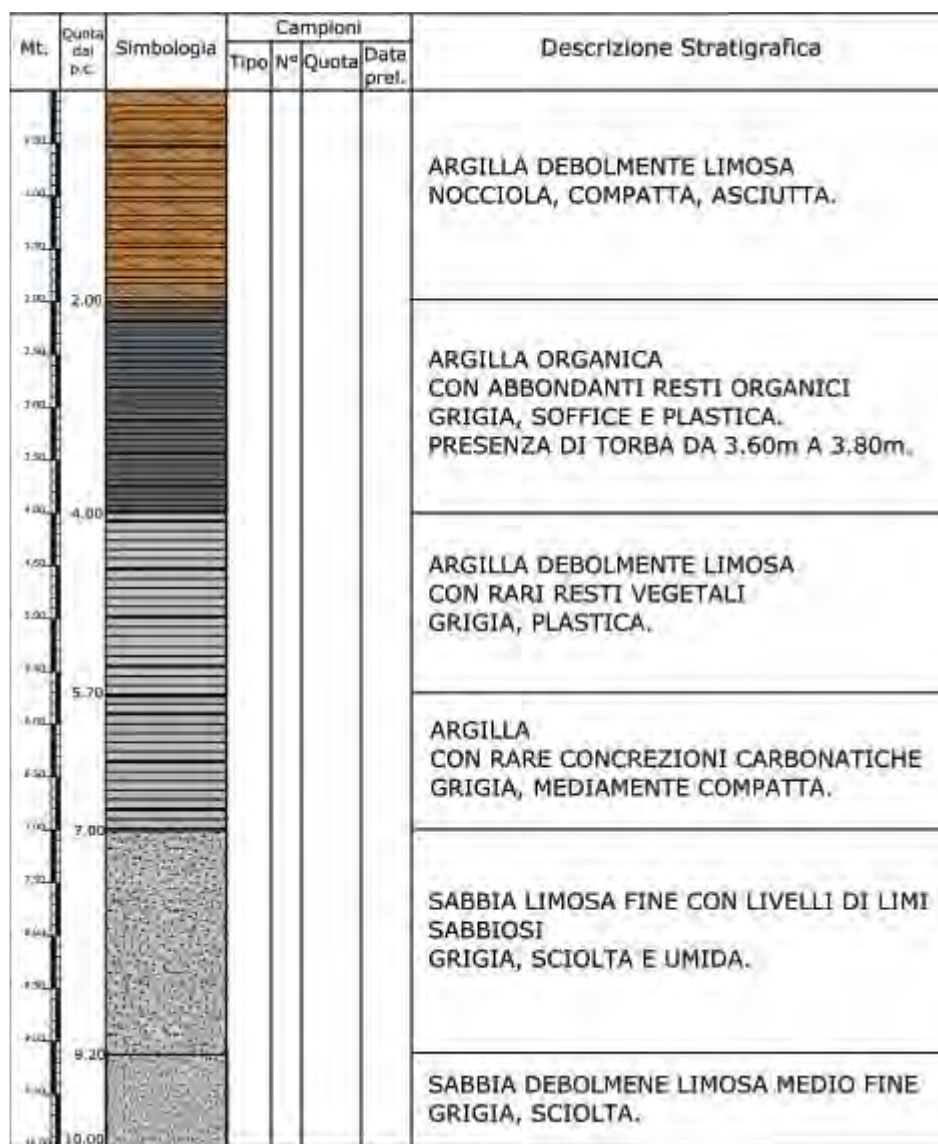 Mt.
Quota
dal
p.c.
Simbologia
Campioni
Tipo N° Quota Data
prel.
Descrizione Stratigrafica
ARGILLA DEBOLMENTE LIMOSA
NOCCIOLA, COMPATTA, ASCIUTTA.
2.00
ARGILLA ORGANICA
CON ABBONDANTI RESTI ORGANICI
GRIGIA, SOFFICE E PLASTICA.
PRESENZA DI TORBA DA 3.60m A 3.80m.
4.00
ARGILLA DEBOLMENTE LIMOSA
CON RARI RESTI VEGETALI
GRIGIA, PLASTICA.
5.70
ARGILLA
CON RARE CONCREZIONI CARBONATICHE
GRIGIA, MEDIAMENTE COMPATTA.
7.00
SABBIA LIMOSA FINE CON LIVELLI DI LIMI
SABBIOSI
GRIGIA, SCIOLTA E UMIDA.
9.20
SABBIA DEBOLMENE LIMOSA MEDIO FINE
GRIGIA, SCIOLTA.
10.00